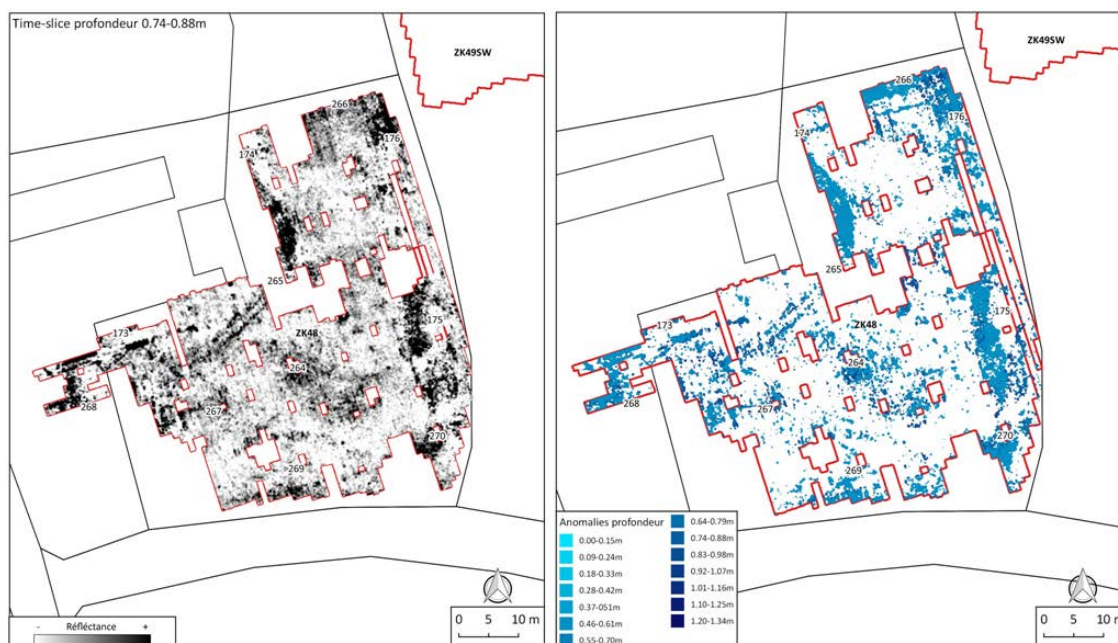 Time-slice profondeur 0.74-0.88m
ZK49SW
266
176
174
265
175
173
ZK48
264
268
267
270
269
- Réfléctance +
0 5 10 m
ZK49SW
266
176
174
265
175
173
ZK48
264
268
267
270
269
Anomalies profondeur
0.00-0.15m
0.09-0.24m
0.18-0.33m
0.28-0.42m
0.37-051m
0.46-0.61m
0.55-0.70m
0.64-0.79m
0.74-0.88m
0.83-0.98m
0.92-1.07m
1.01-1.16m
1.10-1.25m
1.20-1.34m
0 5 10 m